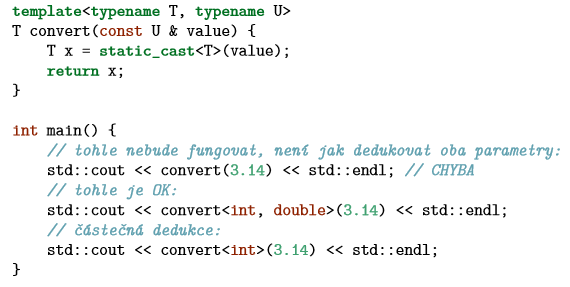 template<typename T, typename U>
T convert(const U & value) {
    T x = static_cast<T>(value);
    return x;
}

int main() {
    // tohle nebude fungovat, není jak dedukovat oba parametry:
    std::cout << convert(3.14) << std::endl; // CHYBA
    // tohle je OK:
    std::cout << convert<int, double>(3.14) << std::endl;
    // částečná dedukce:
    std::cout << convert<int>(3.14) << std::endl;
}